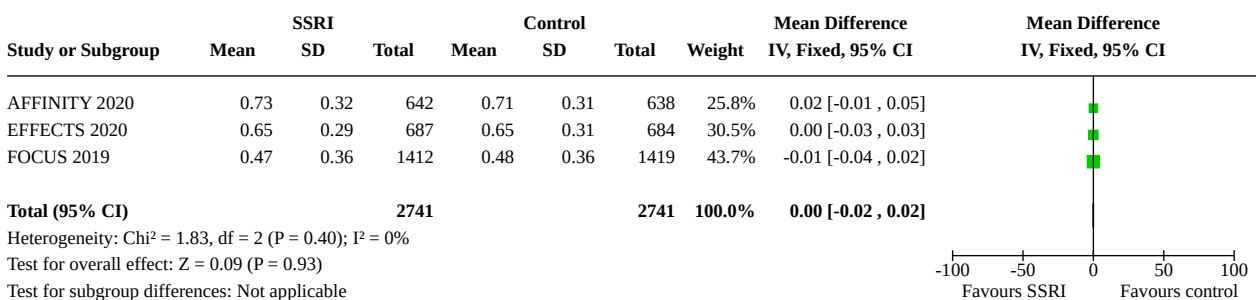 SSRI Control Mean Difference Mean Difference
Study or Subgroup Mean SD Total Mean SD Total Weight IV, Fixed, 95% CI IV, Fixed, 95% CI
AFFINITY 2020 0.73 0.32 642 0.71 0.31 638 25.8% 0.02 [-0.01 , 0.05]
EFFECTS 2020 0.65 0.29 687 0.65 0.31 684 30.5% 0.00 [-0.03 , 0.03]
FOCUS 2019 0.47 0.36 1412 0.48 0.36 1419 43.7% -0.01 [-0.04 , 0.02]
Total (95% CI) 2741 2741 100.0% 0.00 [-0.02 , 0.02]
Heterogeneity: Chi² = 1.83, df = 2 (P = 0.40); I² = 0%
Test for overall effect: Z = 0.09 (P = 0.93)
-100 -50 0 50 100
Test for subgroup differences: Not applicable Favours SSRI Favours control